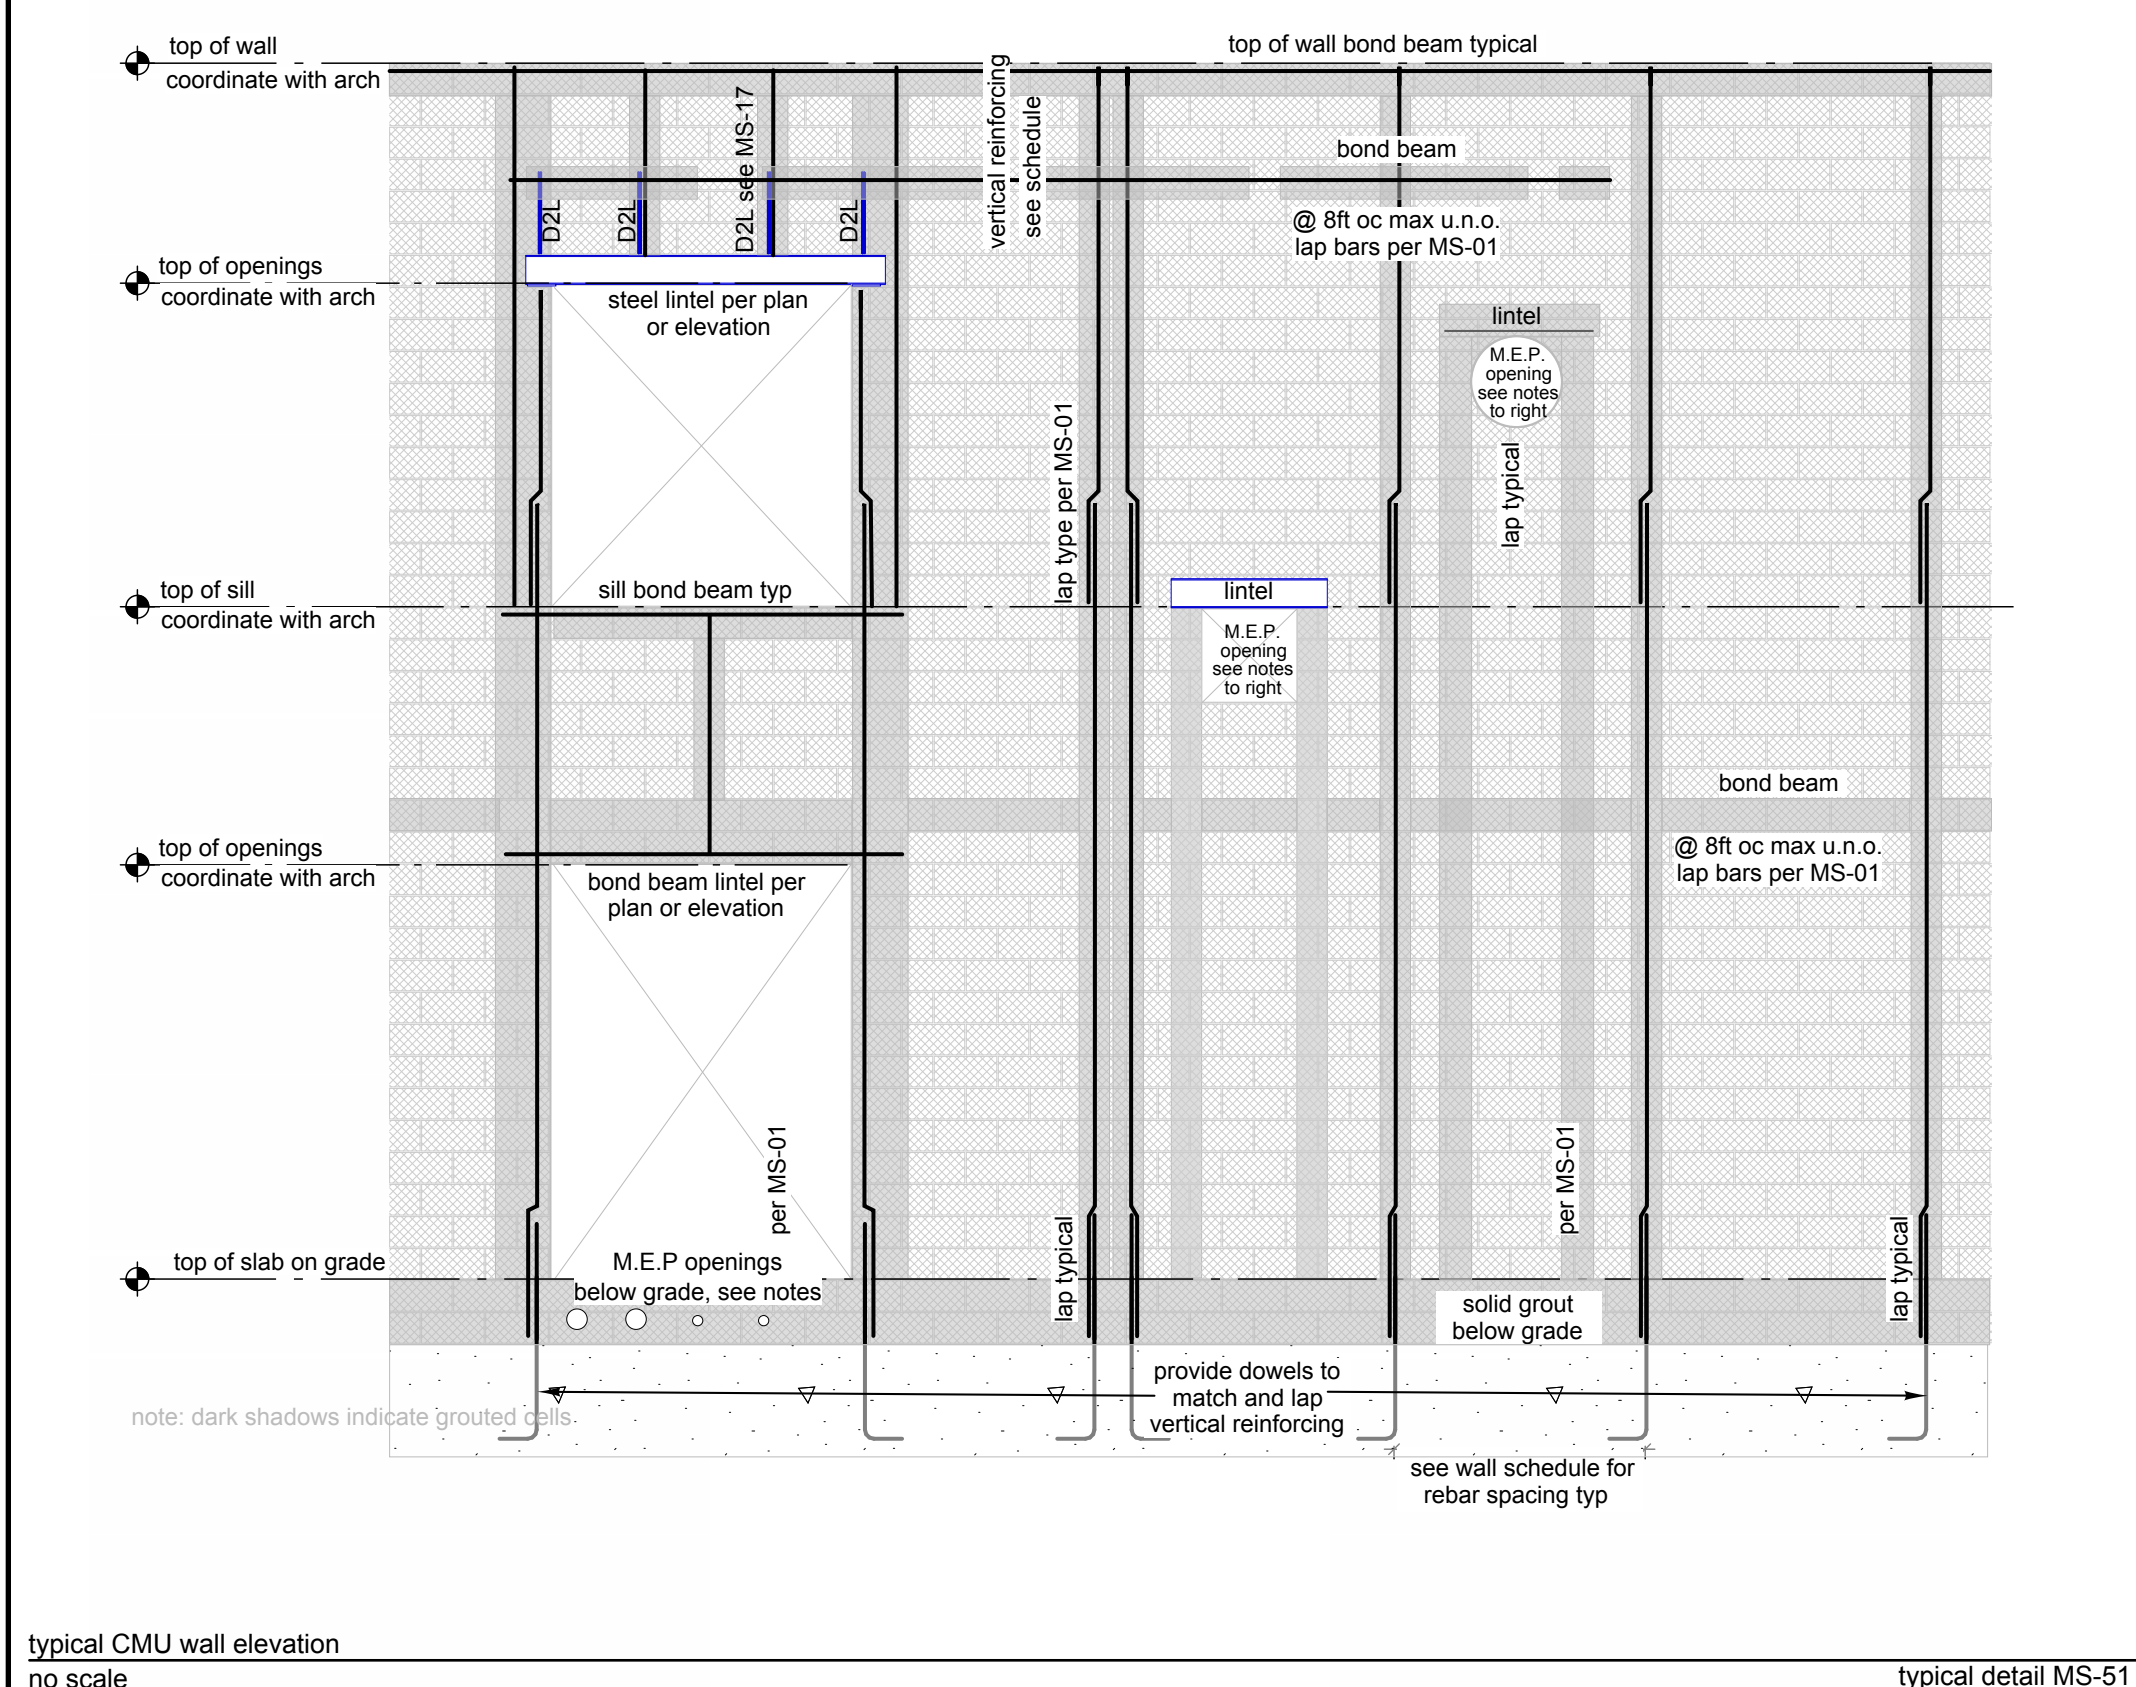 top of wall
coordinate with arch
top of wall bond beam typical
vertical reinforcing
see schedule
D2L see MS-17
bond beam
@ 8ft oc max u.n.o.
lap bars per MS-01
D2L
D2L
D2L
top of openings
coordinate with arch
steel lintel per plan
or elevation
lintel
M.E.P.
opening
see notes
to right
lap type per MS-01
lap typical
top of sill
coordinate with arch
sill bond beam typ
lintel
M.E.P.
opening
see notes
to right
bond beam
@ 8ft oc max u.n.o.
lap bars per MS-01
top of openings
coordinate with arch
bond beam lintel per
plan or elevation
per MS-01
per MS-01
lap typical
lap typical
top of slab on grade
M.E.P openings
below grade, see notes
solid grout
below grade
provide dowels to
match and lap
vertical reinforcing
note: dark shadows indicate grouted cells
see wall schedule for
rebar spacing typ
typical CMU wall elevation
no scale
typical detail MS-51